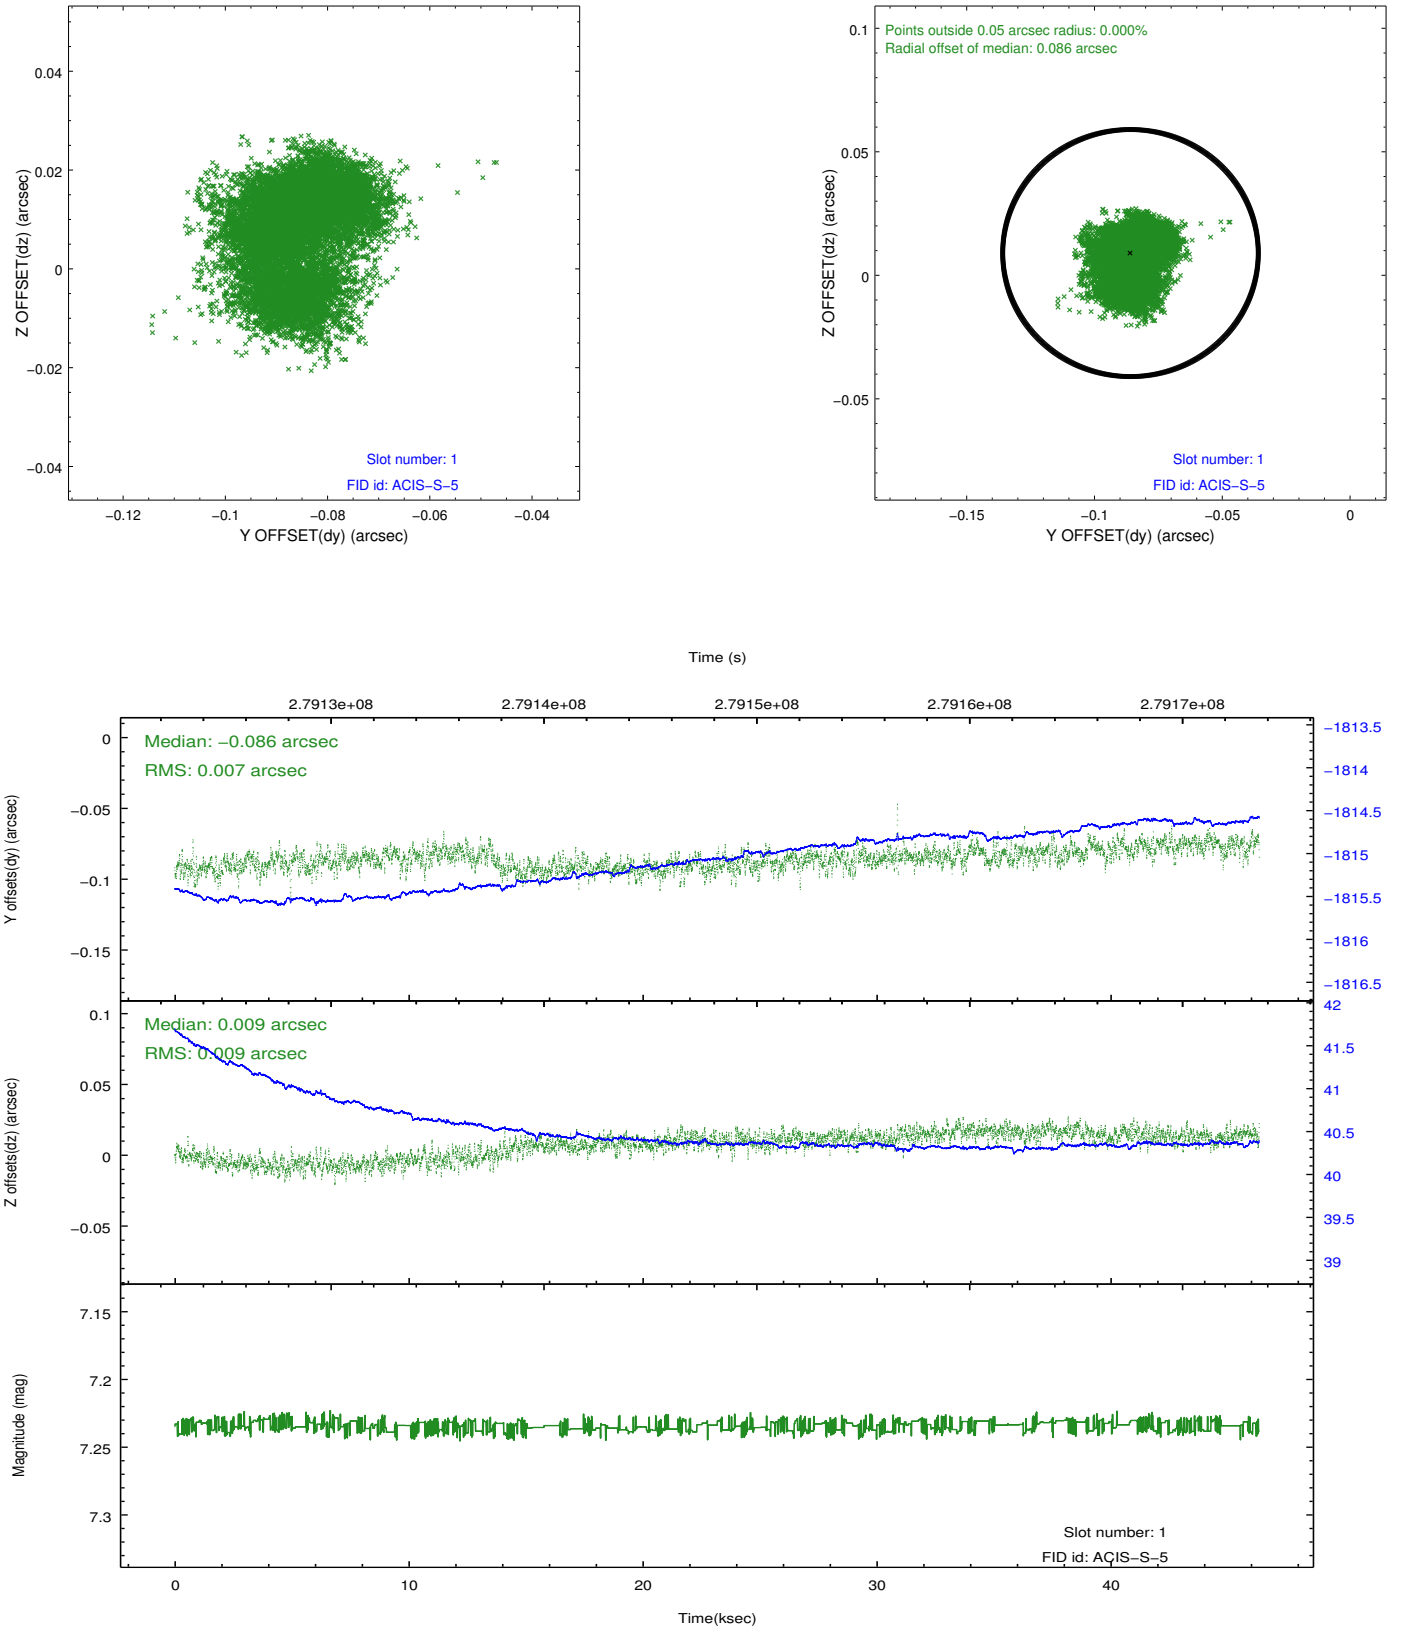 0.04
0.02
0
−0.02
−0.04
Z OFFSET(dz) (arcsec)
Slot number: 1
FID id: ACIS−S−5
−0.12
−0.1
−0.08
−0.06
−0.04
Y OFFSET(dy) (arcsec)
Points outside 0.05 arcsec radius: 0.000%
Radial offset of median: 0.086 arcsec
0.1
0.05
0
−0.05
Z OFFSET(dz) (arcsec)
Slot number: 1
FID id: ACIS−S−5
−0.15
−0.1
−0.05
0
Y OFFSET(dy) (arcsec)
Time (s)
2.7913e+08
2.7914e+08
2.7915e+08
2.7916e+08
2.7917e+08
Median: −0.086 arcsec
RMS: 0.007 arcsec
0
−0.05
−0.1
−0.15
Y offsets(dy) (arcsec)
−1813.5
−1814
−1814.5
−1815
−1815.5
−1816
−1816.5
Median: 0.009 arcsec
RMS: 0.009 arcsec
0.1
0.05
0
−0.05
Z offsets(dz) (arcsec)
42
41.5
41
40.5
40
39.5
39
7.15
7.2
7.25
7.3
Magnitude (mag)
Slot number: 1
FID id: ACIS−S−5
0
10
20
30
40
Time(ksec)